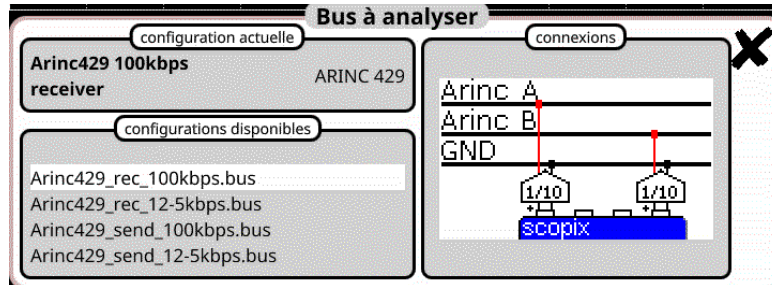 Bus à analyser
configuration actuelle
Arinc429 100kbps
receiver
ARINC 429
configurations disponibles
Arinc429_rec_100kbps.bus
Arinc429_rec_12-5kbps.bus
Arinc429_send_100kbps.bus
Arinc429_send_12-5kbps.bus
connexions
Arinc A
Arinc B
GND
1/10 1/10
+ +
scopix